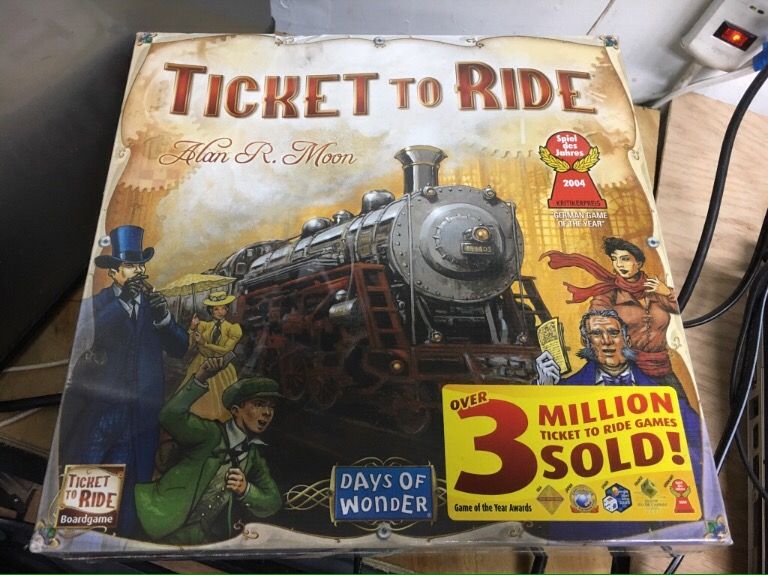 TICKET TO RIDE
Alan R. Moon
Spiel
des
Jahres
2004
KRITIKERPREIS
"GERMAN GAME
OF THE YEAR"
OVER
3 MILLION
TICKET TO RIDE GAMES
SOLD!
Game of the Year Awards
DAYS OF
WONDER
TICKET
TO
RIDE
Boardgame